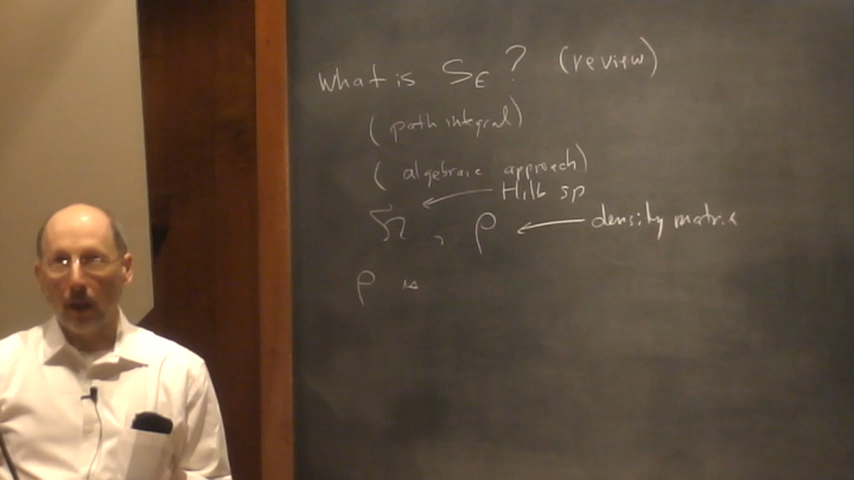 What is S_E ? (review)
(path integral)
(algebraic approach)
Hilb sp
ℌ , ρ ← density matrix
ρ is